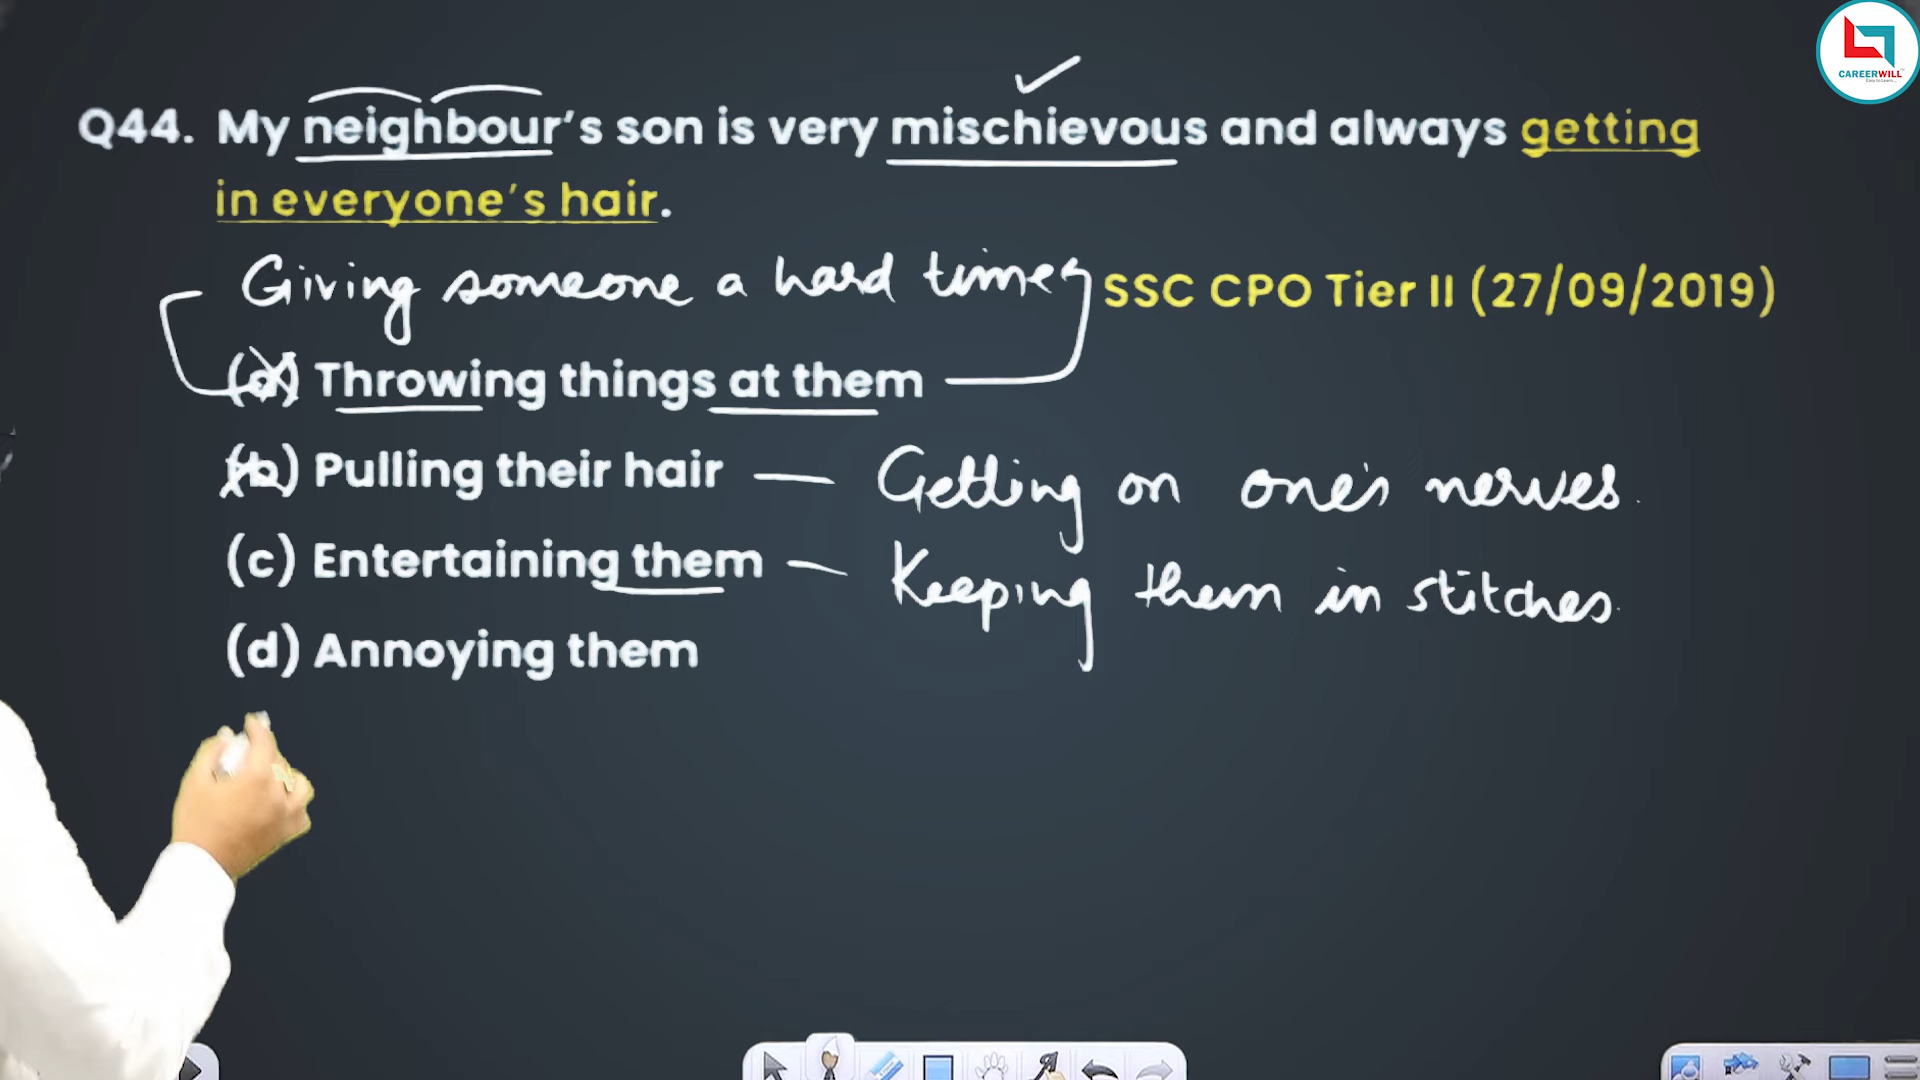 CAREERWILL
Q44. My neighbour's son is very mischievous and always getting
in everyone's hair.
Giving someone a hard time
SSC CPO Tier II (27/09/2019)
(a) Throwing things at them
(b) Pulling their hair — Getting on one's nerves.
(c) Entertaining them — Keeping them in stitches.
(d) Annoying them